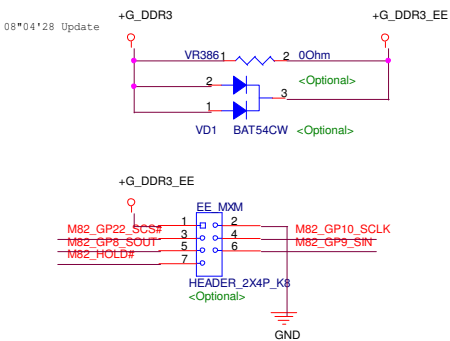 +G_DDR3 +G_DDR3_EE
08"04'28 Update
VR386 1 2 0Ohm
2 <Optional>
3
1
VD1 BAT54CW <Optional>
+G_DDR3_EE
EE_MXM
1 2
M82_GP22_SCS# 3 4 M82_GP10_SCLK
M82_GP8_SOUT 5 6 M82_GP9_SIN
M82_HOLD# 7
HEADER_2X4P_K8
<Optional>
GND